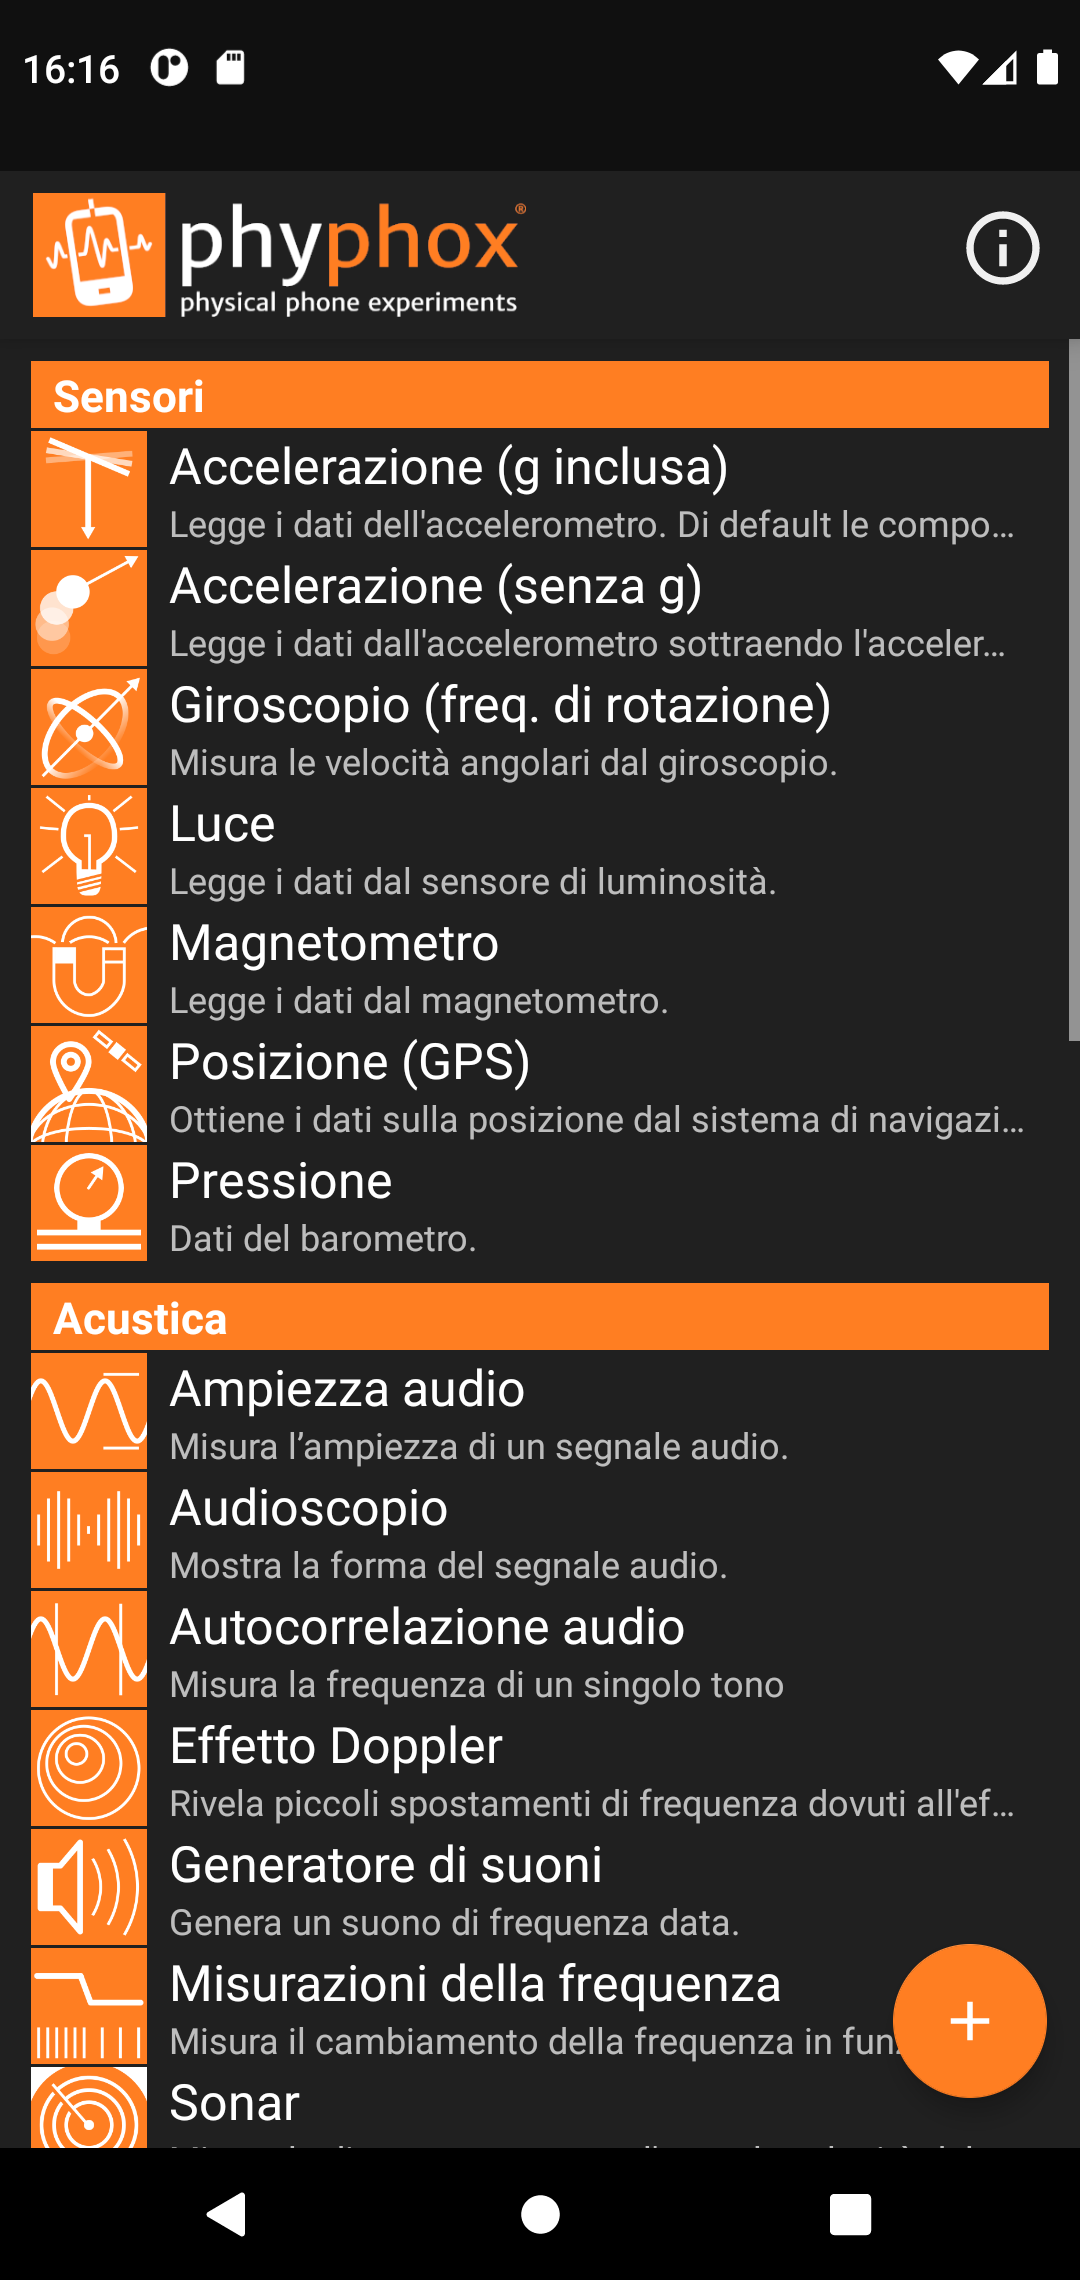 16:16
phyphox®
physical phone experiments
Sensori
Accelerazione (g inclusa)
Legge i dati dell'accelerometro. Di default le compo…
Accelerazione (senza g)
Legge i dati dall'accelerometro sottraendo l'acceler…
Giroscopio (freq. di rotazione)
Misura le velocità angolari dal giroscopio.
Luce
Legge i dati dal sensore di luminosità.
Magnetometro
Legge i dati dal magnetometro.
Posizione (GPS)
Ottiene i dati sulla posizione dal sistema di navigazi…
Pressione
Dati del barometro.
Acustica
Ampiezza audio
Misura l’ampiezza di un segnale audio.
Audioscopio
Mostra la forma del segnale audio.
Autocorrelazione audio
Misura la frequenza di un singolo tono
Effetto Doppler
Rivela piccoli spostamenti di frequenza dovuti all'ef…
Generatore di suoni
Genera un suono di frequenza data.
Misurazioni della frequenza
Misura il cambiamento della frequenza in
Sonar